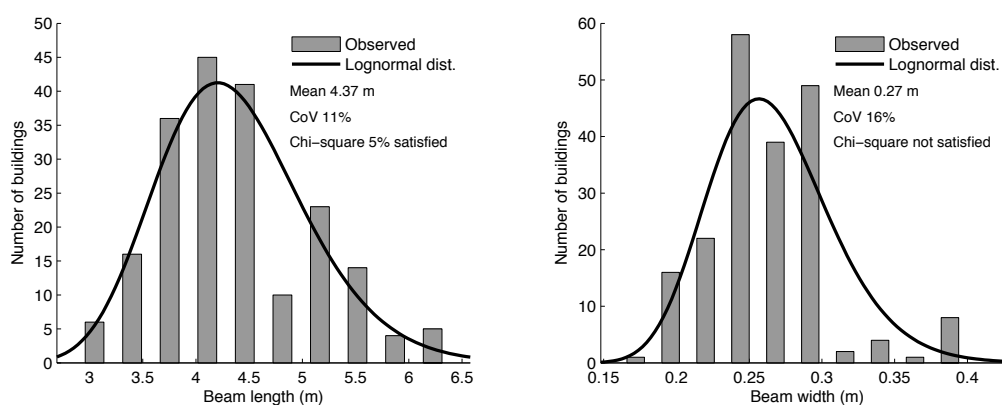 50
45
40
35
30
25
20
15
10
5
0
Number of buildings
Observed
Lognormal dist.
Mean 4.37 m
CoV 11%
Chi-square 5% satisfied
3 3.5 4 4.5 5 5.5 6 6.5
Beam length (m)
60
50
40
30
20
10
0
Number of buildings
Observed
Lognormal dist.
Mean 0.27 m
CoV 16%
Chi-square not satisfied
0.15 0.2 0.25 0.3 0.35 0.4
Beam width (m)